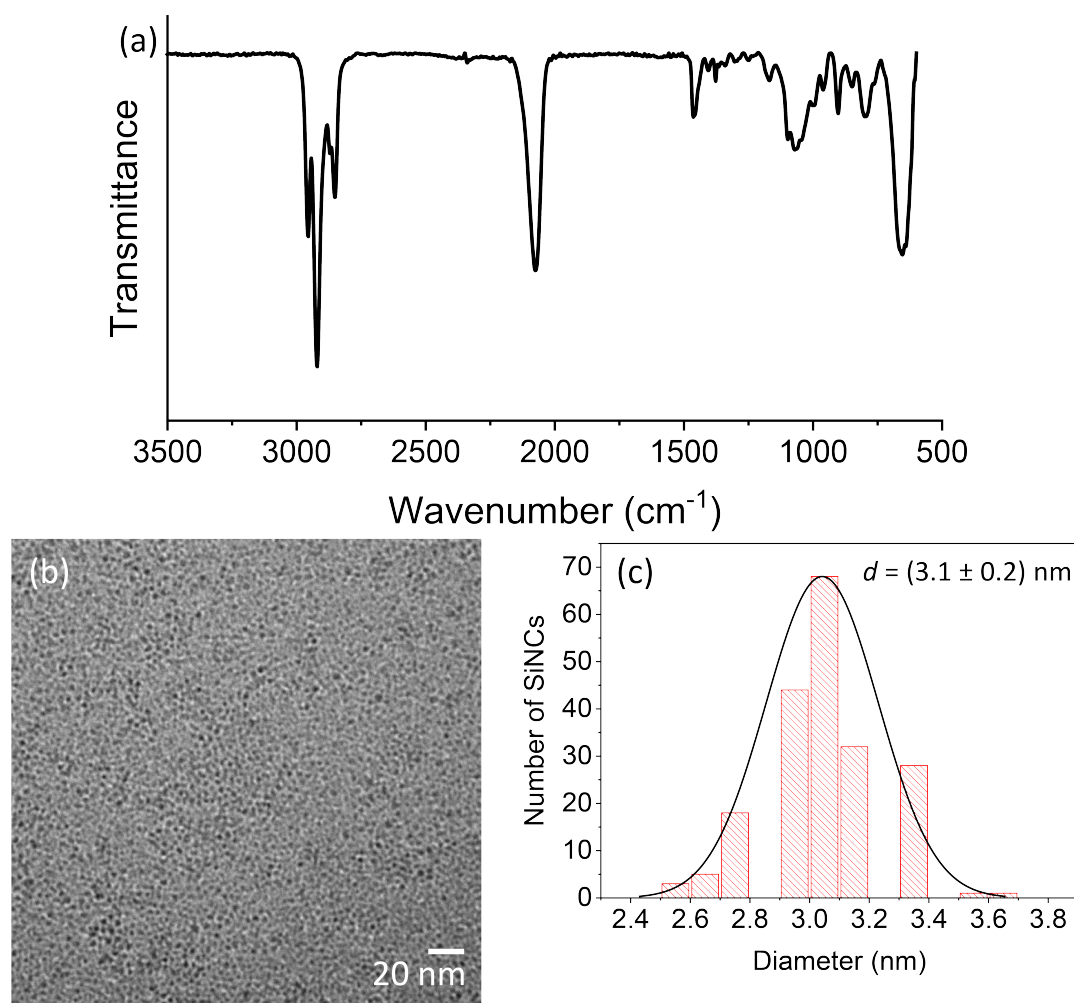 (a)
Transmittance
3500 3000 2500 2000 1500 1000 500
Wavenumber (cm⁻¹)
(b)
20 nm
(c)
d = (3.1 ± 0.2) nm
Number of SiNCs
70
60
50
40
30
20
10
0
2.4 2.6 2.8 3.0 3.2 3.4 3.6 3.8
Diameter (nm)